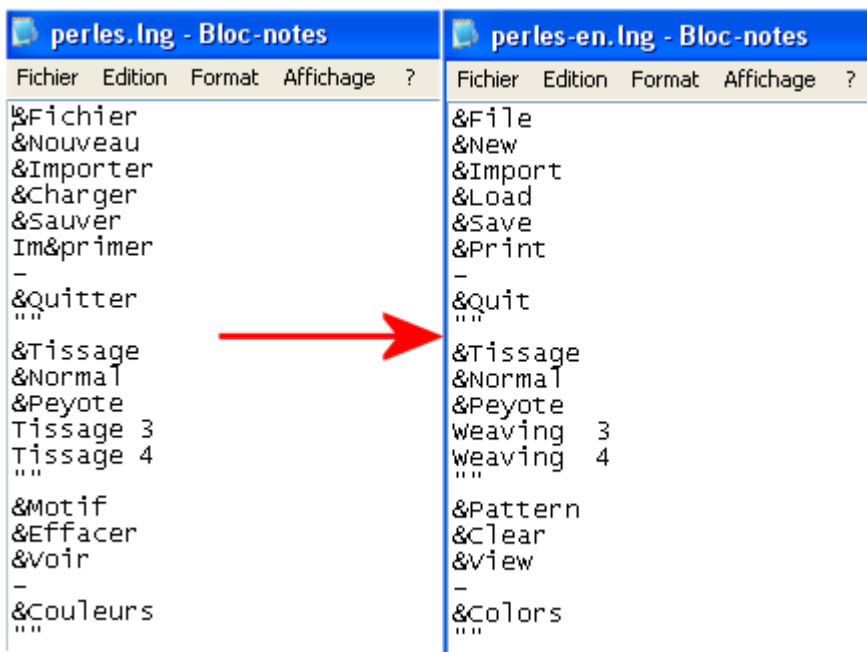 perles.lng - Bloc-notes
Fichier Edition Format Affichage ?
&Fichier
&Nouveau
&Importer
&Charger
&Sauver
Im&primer
-
&Quitter
""
&Tissage
&Normal
&Peyote
Tissage 3
Tissage 4
""
&Motif
&Effacer
&Voir
-
&Couleurs
""
perles-en.lng - Bloc-notes
Fichier Edition Format Affichage ?
&File
&New
&Import
&Load
&Save
&Print
-
&Quit
""
&Tissage
&Normal
&Peyote
Weaving  3
Weaving  4
""
&Pattern
&Clear
&View
-
&Colors
""